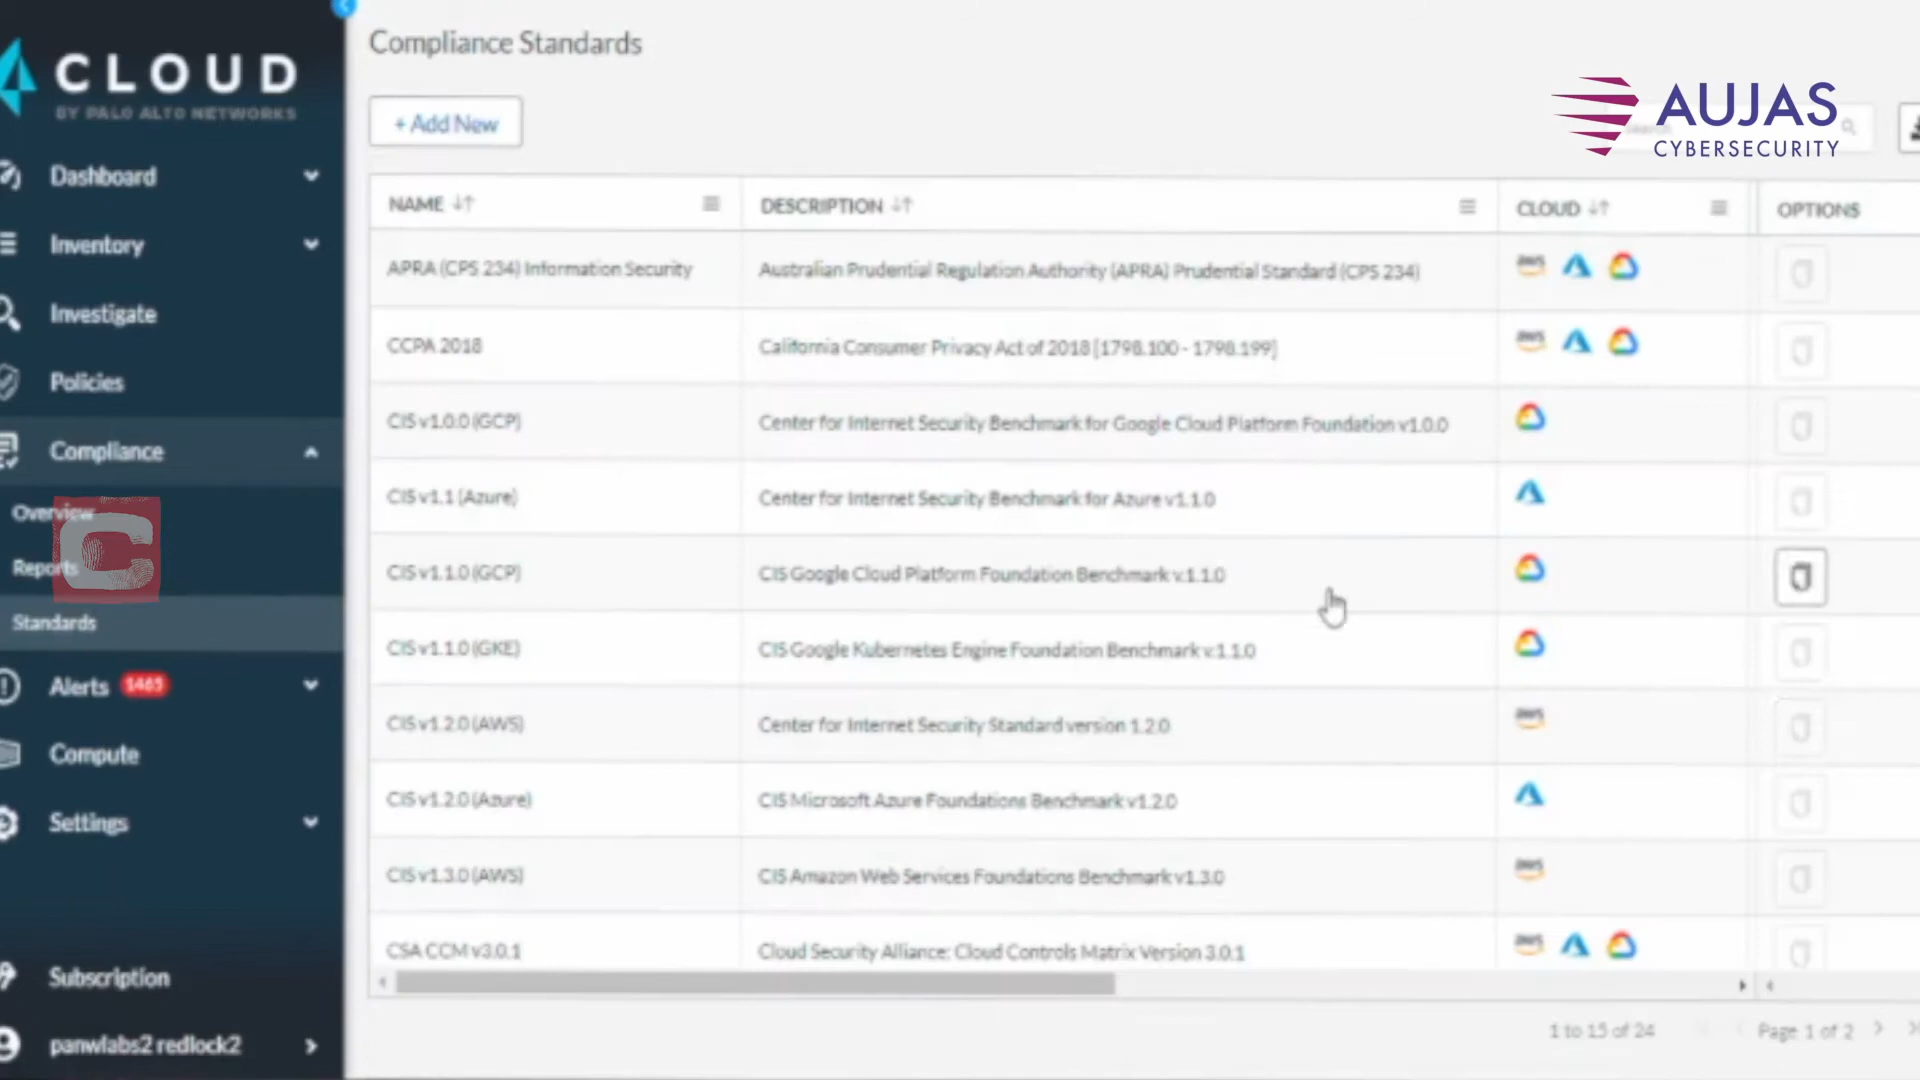 CLOUD
BY PALO ALTO NETWORKS
Dashboard
Inventory
Investigate
Policies
Compliance
Overview
Reports
Standards
Alerts 1465
Compute
Settings
Subscription
panwlabs2 redlock2
Compliance Standards
+ Add New
Search
AUJAS
CYBERSECURITY
NAME DESCRIPTION CLOUD OPTIONS
APRA (CPS 234) Information Security Australian Prudential Regulation Authority (APRA) Prudential Standard (CPS 234) aws
CCPA 2018 California Consumer Privacy Act of 2018 [1798.100 - 1798.199] aws
CIS v1.0.0 (GCP) Center for Internet Security Benchmark for Google Cloud Platform Foundation v1.0.0
CIS v1.1 (Azure) Center for Internet Security Benchmark for Azure v1.1.0
CIS v1.1.0 (GCP) CIS Google Cloud Platform Foundation Benchmark v.1.1.0
CIS v1.1.0 (GKE) CIS Google Kubernetes Engine Foundation Benchmark v.1.1.0
CIS v1.2.0 (AWS) Center for Internet Security Standard version 1.2.0 aws
CIS v1.2.0 (Azure) CIS Microsoft Azure Foundations Benchmark v1.2.0
CIS v1.3.0 (AWS) CIS Amazon Web Services Foundations Benchmark v1.3.0 aws
CSA CCM v3.0.1 Cloud Security Alliance: Cloud Controls Matrix Version 3.0.1 aws
1 to 15 of 24 Page 1 of 2
C